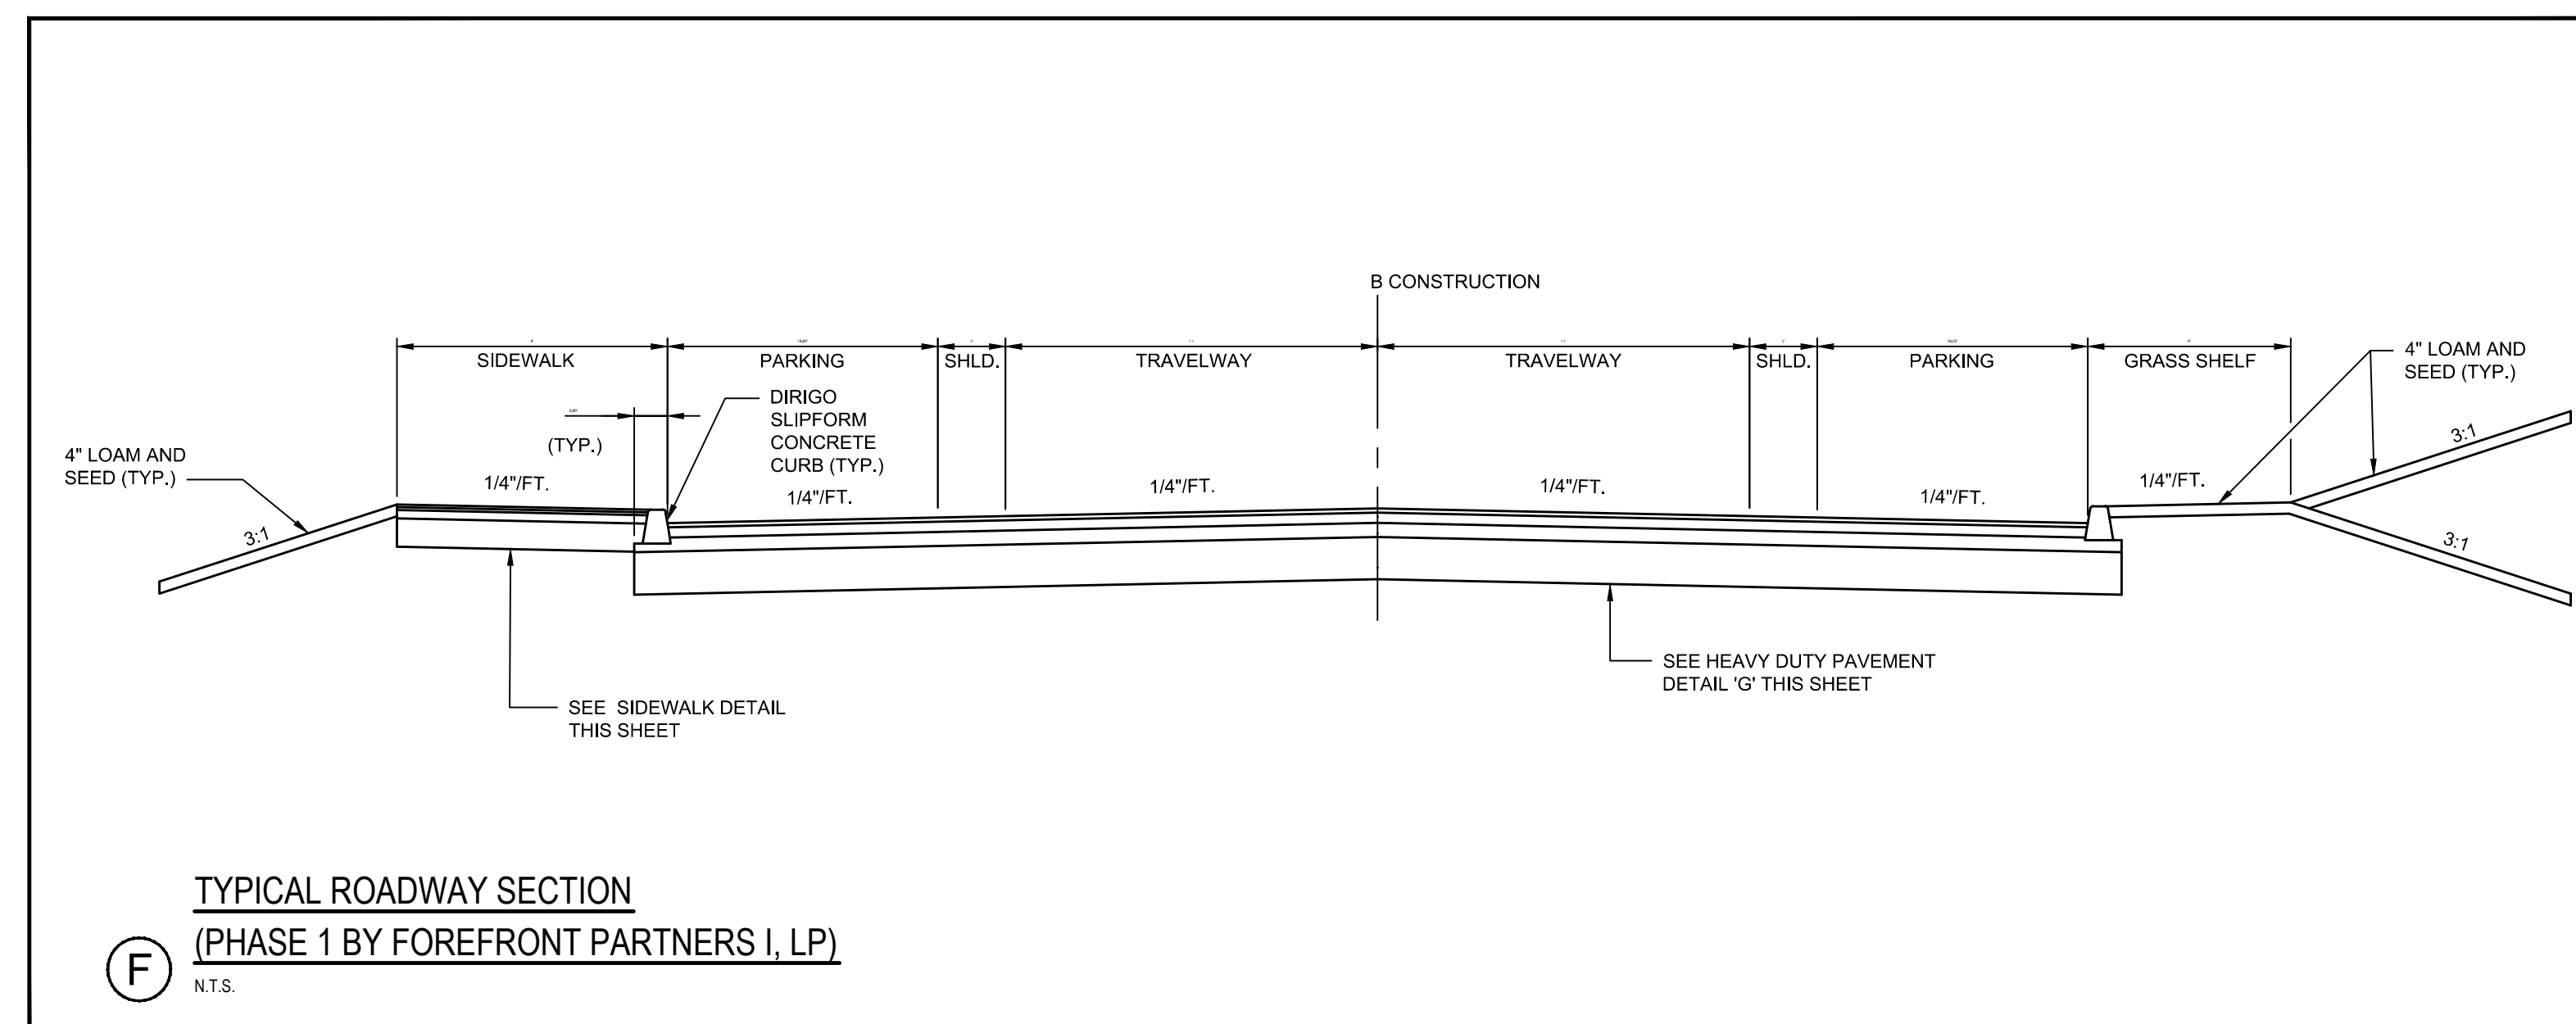 B CONSTRUCTION
SIDEWALK
PARKING
SHLD.
TRAVELWAY
TRAVELWAY
SHLD.
PARKING
GRASS SHELF
4" LOAM AND
SEED (TYP.)
DIRIGO
SLIPFORM
CONCRETE
CURB (TYP.)
(TYP.)
4" LOAM AND
SEED (TYP.)
3:1
1/4"/FT.
1/4"/FT.
1/4"/FT.
1/4"/FT.
1/4"/FT.
1/4"/FT.
3:1
3:1
SEE HEAVY DUTY PAVEMENT
DETAIL 'G' THIS SHEET
SEE SIDEWALK DETAIL
THIS SHEET
TYPICAL ROADWAY SECTION
(PHASE 1 BY FOREFRONT PARTNERS I, LP)
F
N.T.S.